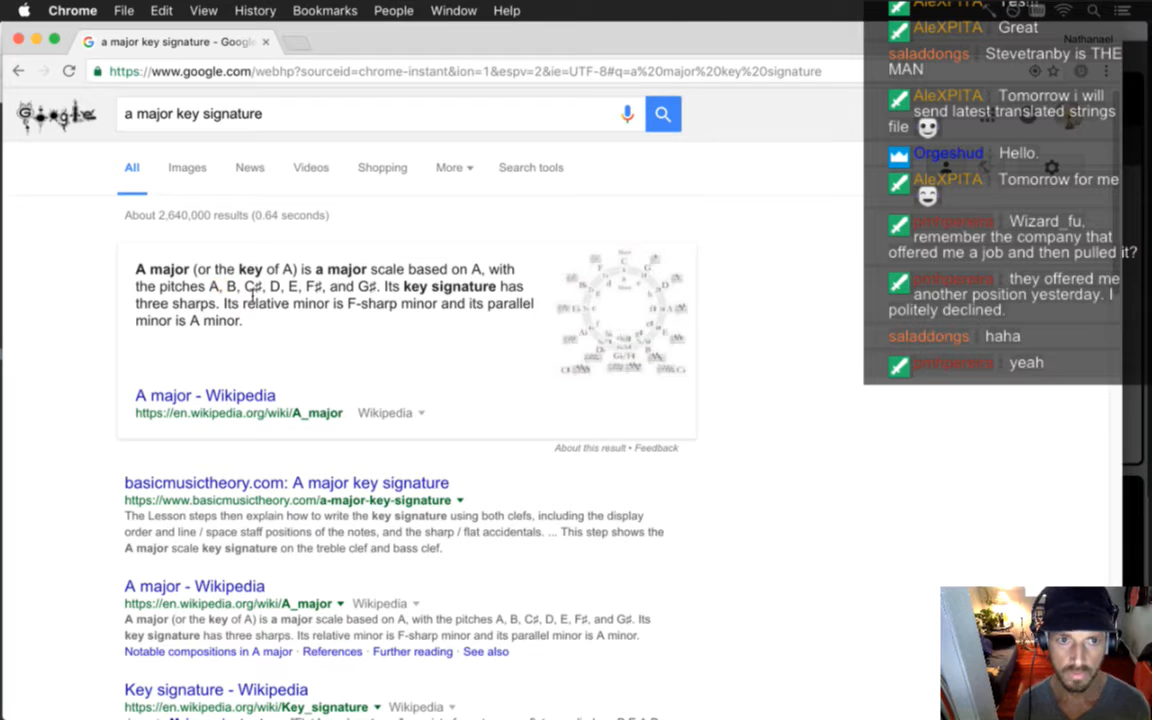 Chrome File Edit View History Bookmarks People Window Help
a major key signature - Google
Nathanael
https://www.google.com/webhp?sourceid=chrome-instant&ion=1&espv=2&ie=UTF-8#q=a%20major%20key%20signature
Google
a major key signature
All Images News Videos Shopping More Search tools
About 2,640,000 results (0.64 seconds)
A major (or the key of A) is a major scale based on A, with
the pitches A, B, C♯, D, E, F♯, and G♯. Its key signature has
three sharps. Its relative minor is F-sharp minor and its parallel
minor is A minor.
A major - Wikipedia
https://en.wikipedia.org/wiki/A_major Wikipedia
About this result • Feedback
basicmusictheory.com: A major key signature
https://www.basicmusictheory.com/a-major-key-signature
The Lesson steps then explain how to write the key signature using both clefs, including the display
order and line / space staff positions of the notes, and the sharp / flat accidentals. ... This step shows the
A major scale key signature on the treble clef and bass clef.
A major - Wikipedia
https://en.wikipedia.org/wiki/A_major Wikipedia
A major (or the key of A) is a major scale based on A, with the pitches A, B, C♯, D, E, F♯, and G♯. Its
key signature has three sharps. Its relative minor is F-sharp minor and its parallel minor is A minor.
Notable compositions in A major · References · Further reading · See also
Key signature - Wikipedia
https://en.wikipedia.org/wiki/Key_signature Wikipedia
AleXPITA Great
saladdongs Stevetranby is THE
MAN
AleXPITA Tomorrow i will
send latest translated strings
file
Orgeshud : Hello.
AleXPITA : Tomorrow for me
Wizard_fu,
remember the company that
offered me a job and then pulled it?
they offered me
another position yesterday. I
politely declined.
saladdongs : haha
yeah